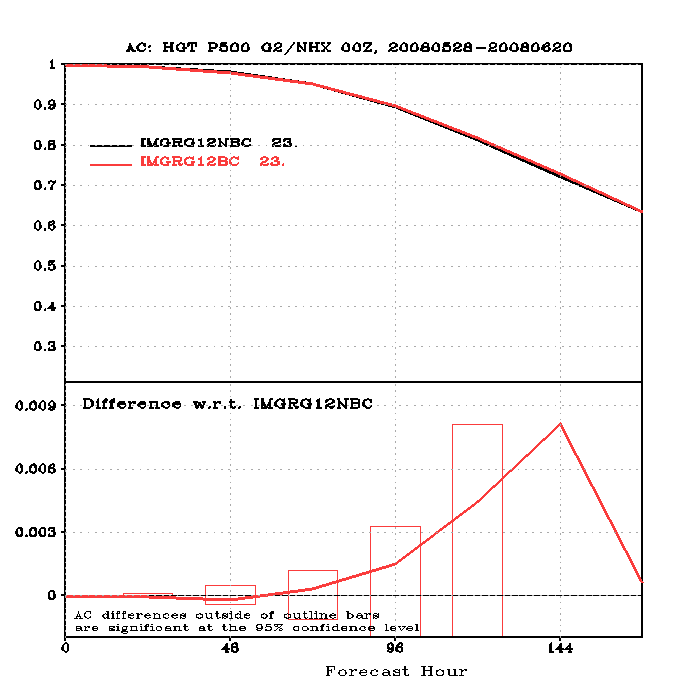 AC: HGT P500 G2/NHX 00Z, 20080528-20080620
1
0.9
0.8
0.7
0.6
0.5
0.4
0.3
IMGRG12NBC 23.
IMGRG12BC 23.
Difference w.r.t. IMGRG12NBC
0.009
0.006
0.003
0
AC differences outside of outline bars
are significant at the 95% confidence level
0 48 96 144
Forecast Hour